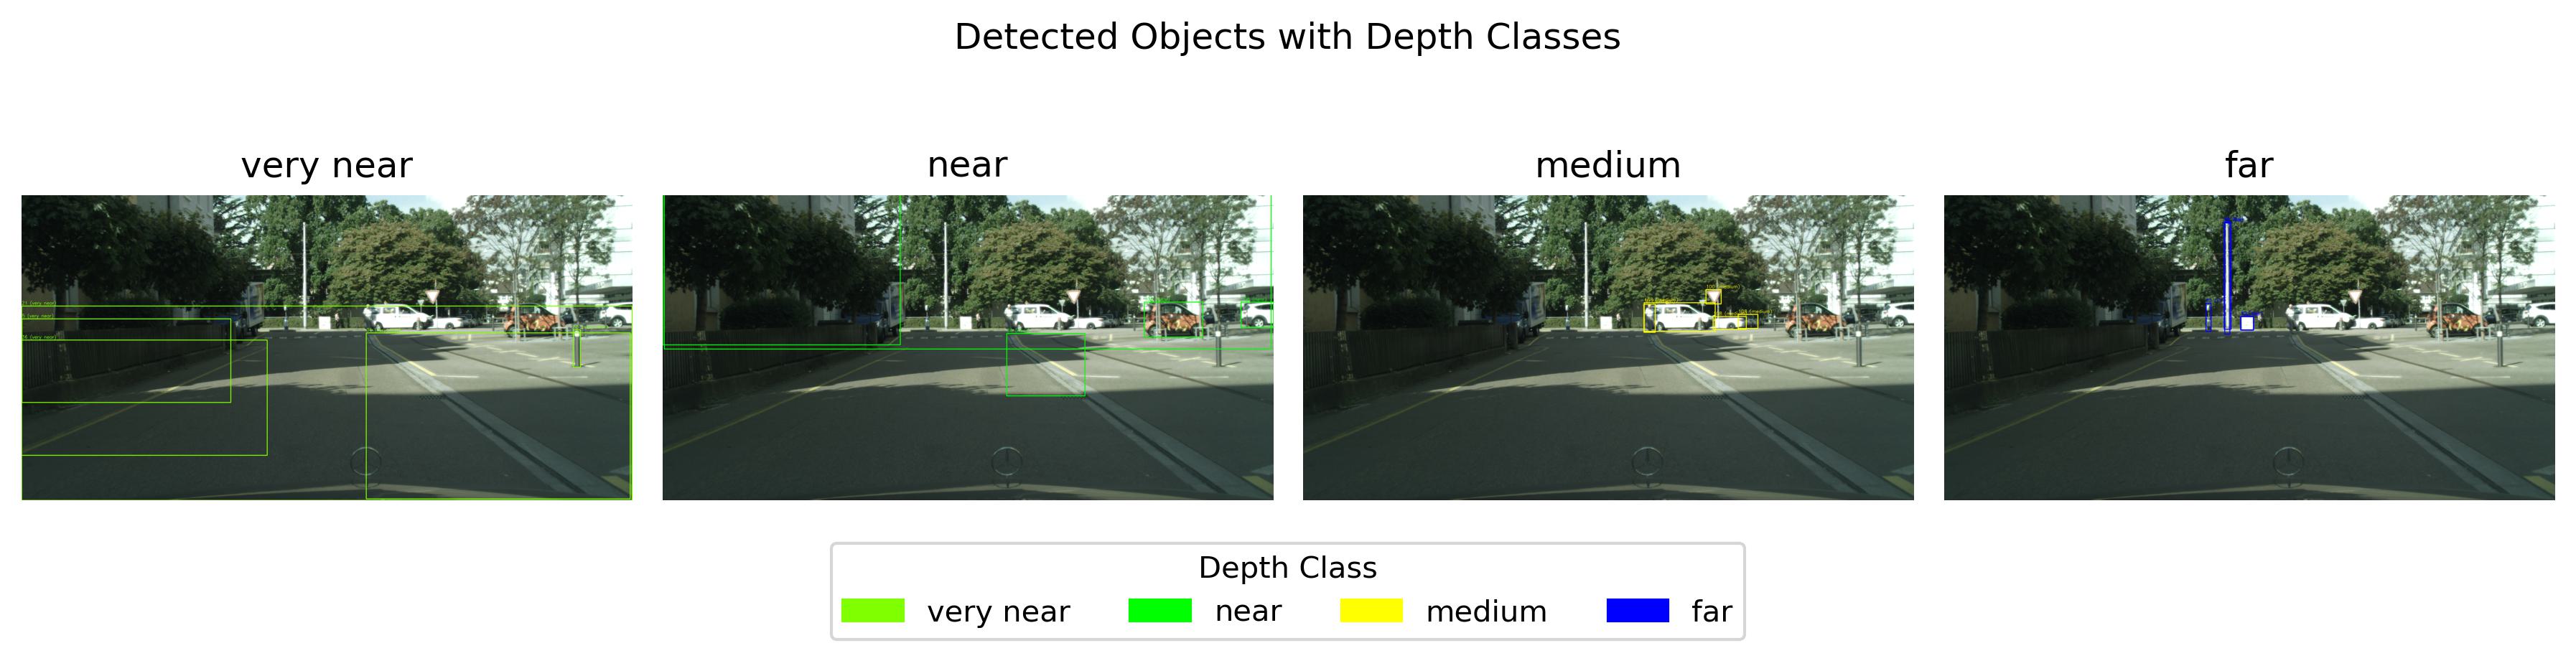 Detected Objects with Depth Classes
very near
near
medium
far
Depth Class
very near
near
medium
far